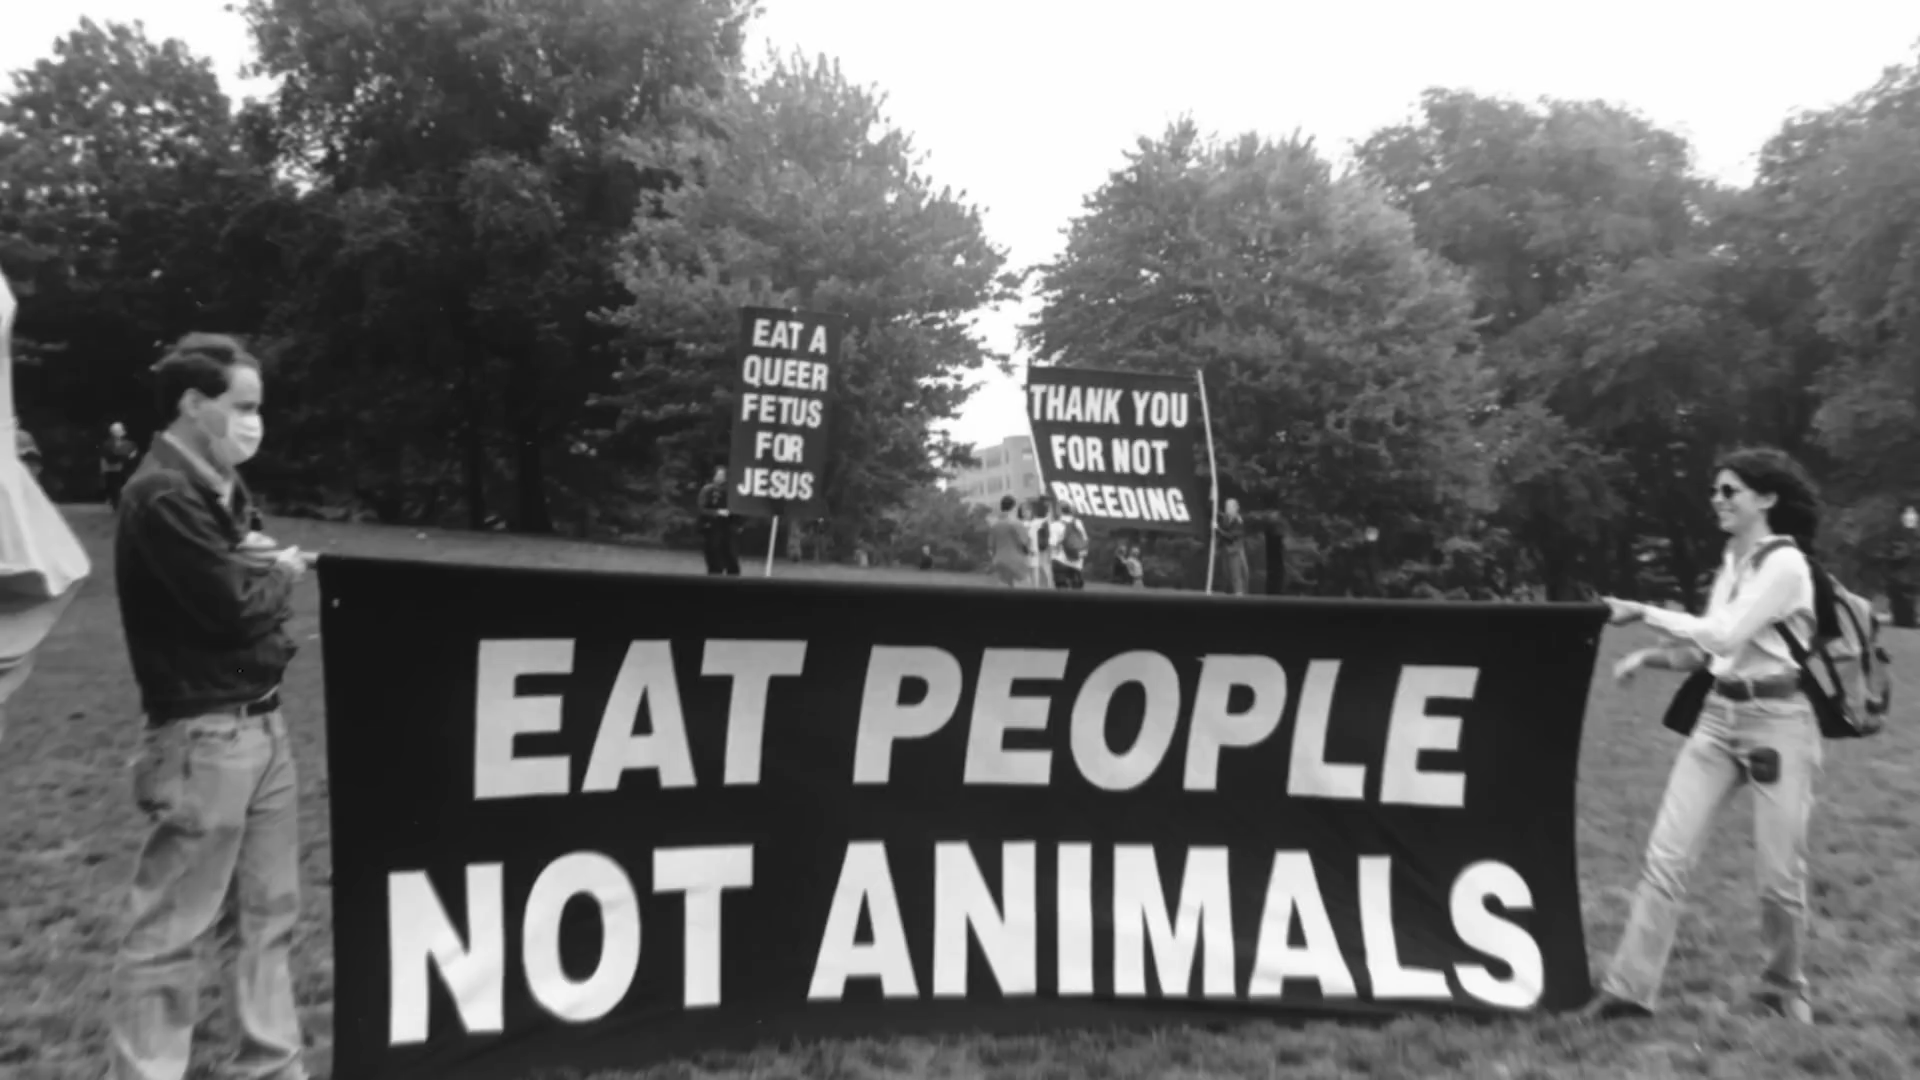 EAT A
QUEER
FETUS
FOR
JESUS
THANK YOU
FOR NOT
BREEDING
EAT PEOPLE
NOT ANIMALS